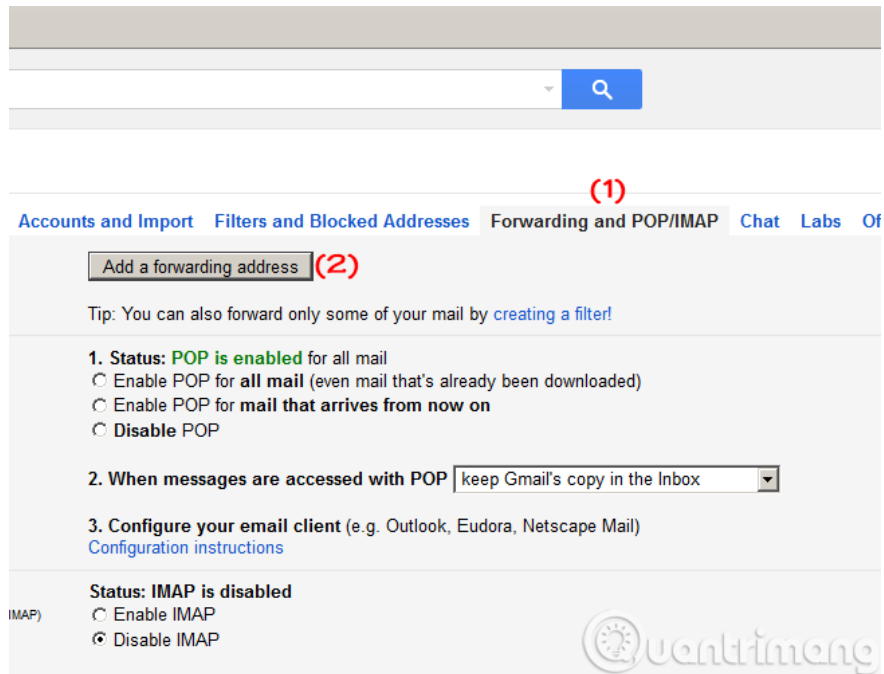 (1)
Accounts and Import Filters and Blocked Addresses Forwarding and POP/IMAP Chat Labs Of
Add a forwarding address (2)
Tip: You can also forward only some of your mail by creating a filter!
1. Status: POP is enabled for all mail
Enable POP for all mail (even mail that's already been downloaded)
Enable POP for mail that arrives from now on
Disable POP
2. When messages are accessed with POP keep Gmail's copy in the Inbox
3. Configure your email client (e.g. Outlook, Eudora, Netscape Mail)
Configuration instructions
Status: IMAP is disabled
IMAP) Enable IMAP
Disable IMAP
Quantrimang